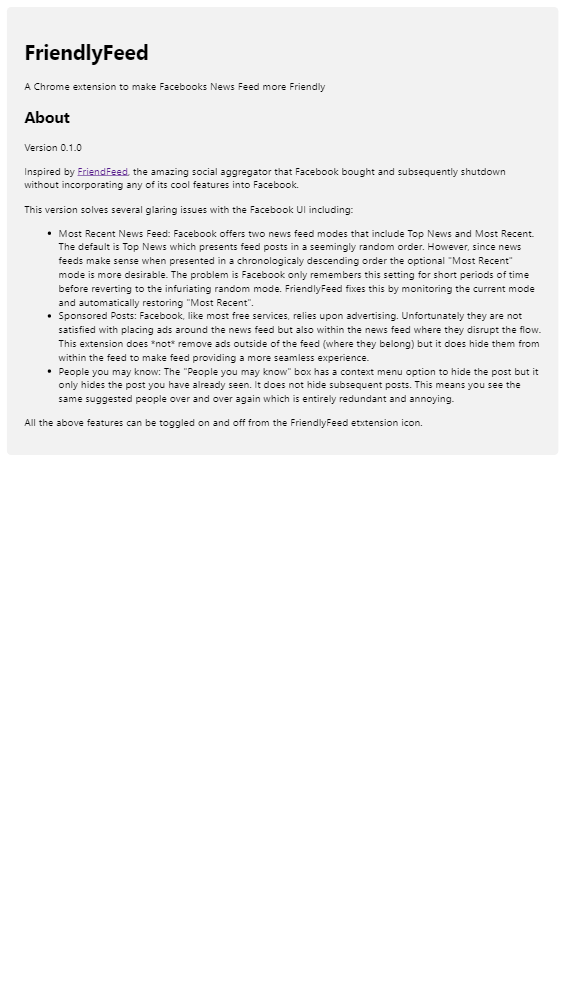 FriendlyFeed
A Chrome extension to make Facebooks News Feed more Friendly
About
Version 0.1.0
Inspired by FriendFeed, the amazing social aggregator that Facebook bought and subsequently shutdown
without incorporating any of its cool features into Facebook.
This version solves several glaring issues with the Facebook UI including:
• Most Recent News Feed: Facebook offers two news feed modes that include Top News and Most Recent.
The default is Top News which presents feed posts in a seemingly random order. However, since news
feeds make sense when presented in a chronologicaly descending order the optional "Most Recent"
mode is more desirable. The problem is Facebook only remembers this setting for short periods of time
before reverting to the infuriating random mode. FriendlyFeed fixes this by monitoring the current mode
and automatically restoring "Most Recent".
• Sponsored Posts: Facebook, like most free services, relies upon advertising. Unfortunately they are not
satisfied with placing ads around the news feed but also within the news feed where they disrupt the flow.
This extension does *not* remove ads outside of the feed (where they belong) but it does hide them from
within the feed to make feed providing a more seamless experience.
• People you may know: The "People you may know" box has a context menu option to hide the post but it
only hides the post you have already seen. It does not hide subsequent posts. This means you see the
same suggested people over and over again which is entirely redundant and annoying.
All the above features can be toggled on and off from the FriendlyFeed etxtension icon.